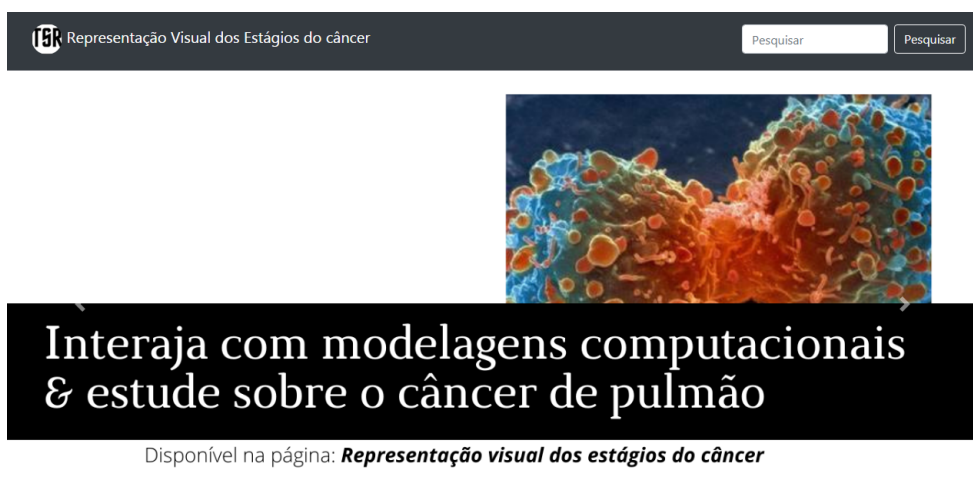 TSR Representação Visual dos Estágios do câncer
Pesquisar
Pesquisar
Interaja com modelagens computacionais
& estude sobre o câncer de pulmão
Disponível na página: Representação visual dos estágios do câncer